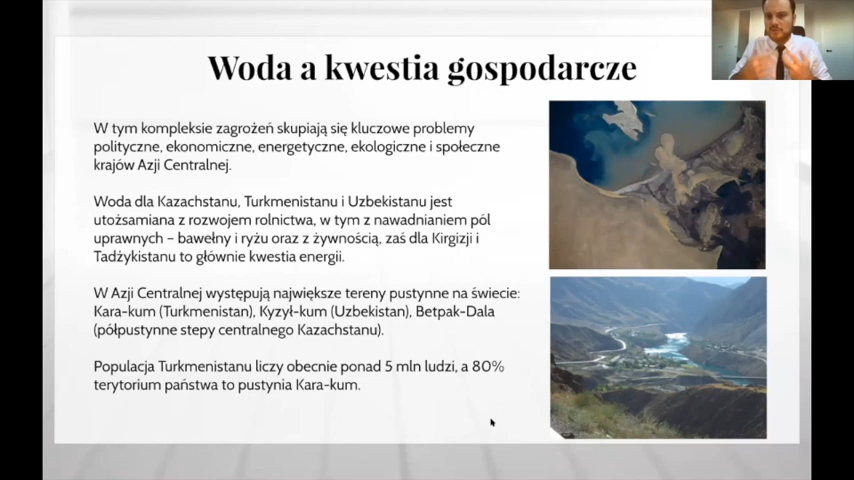 Woda a kwestia gospodarcze
W tym kompleksie zagrożeń skupiają się kluczowe problemy
polityczne, ekonomiczne, energetyczne, ekologiczne i społeczne
krajów Azji Centralnej.
Woda dla Kazachstanu, Turkmenistanu i Uzbekistanu jest
utożsamiana z rozwojem rolnictwa, w tym z nawadnianiem pól
uprawnych – bawełny i ryżu oraz z żywnością, zaś dla Kirgizji i
Tadżykistanu to głównie kwestia energii.
W Azji Centralnej występują największe tereny pustynne na świecie:
Kara-kum (Turkmenistan), Kyzył-kum (Uzbekistan), Betpak-Dala
(półpustynne stepy centralnego Kazachstanu).
Populacja Turkmenistanu liczy obecnie ponad 5 mln ludzi, a 80%
terytorium państwa to pustynia Kara-kum.